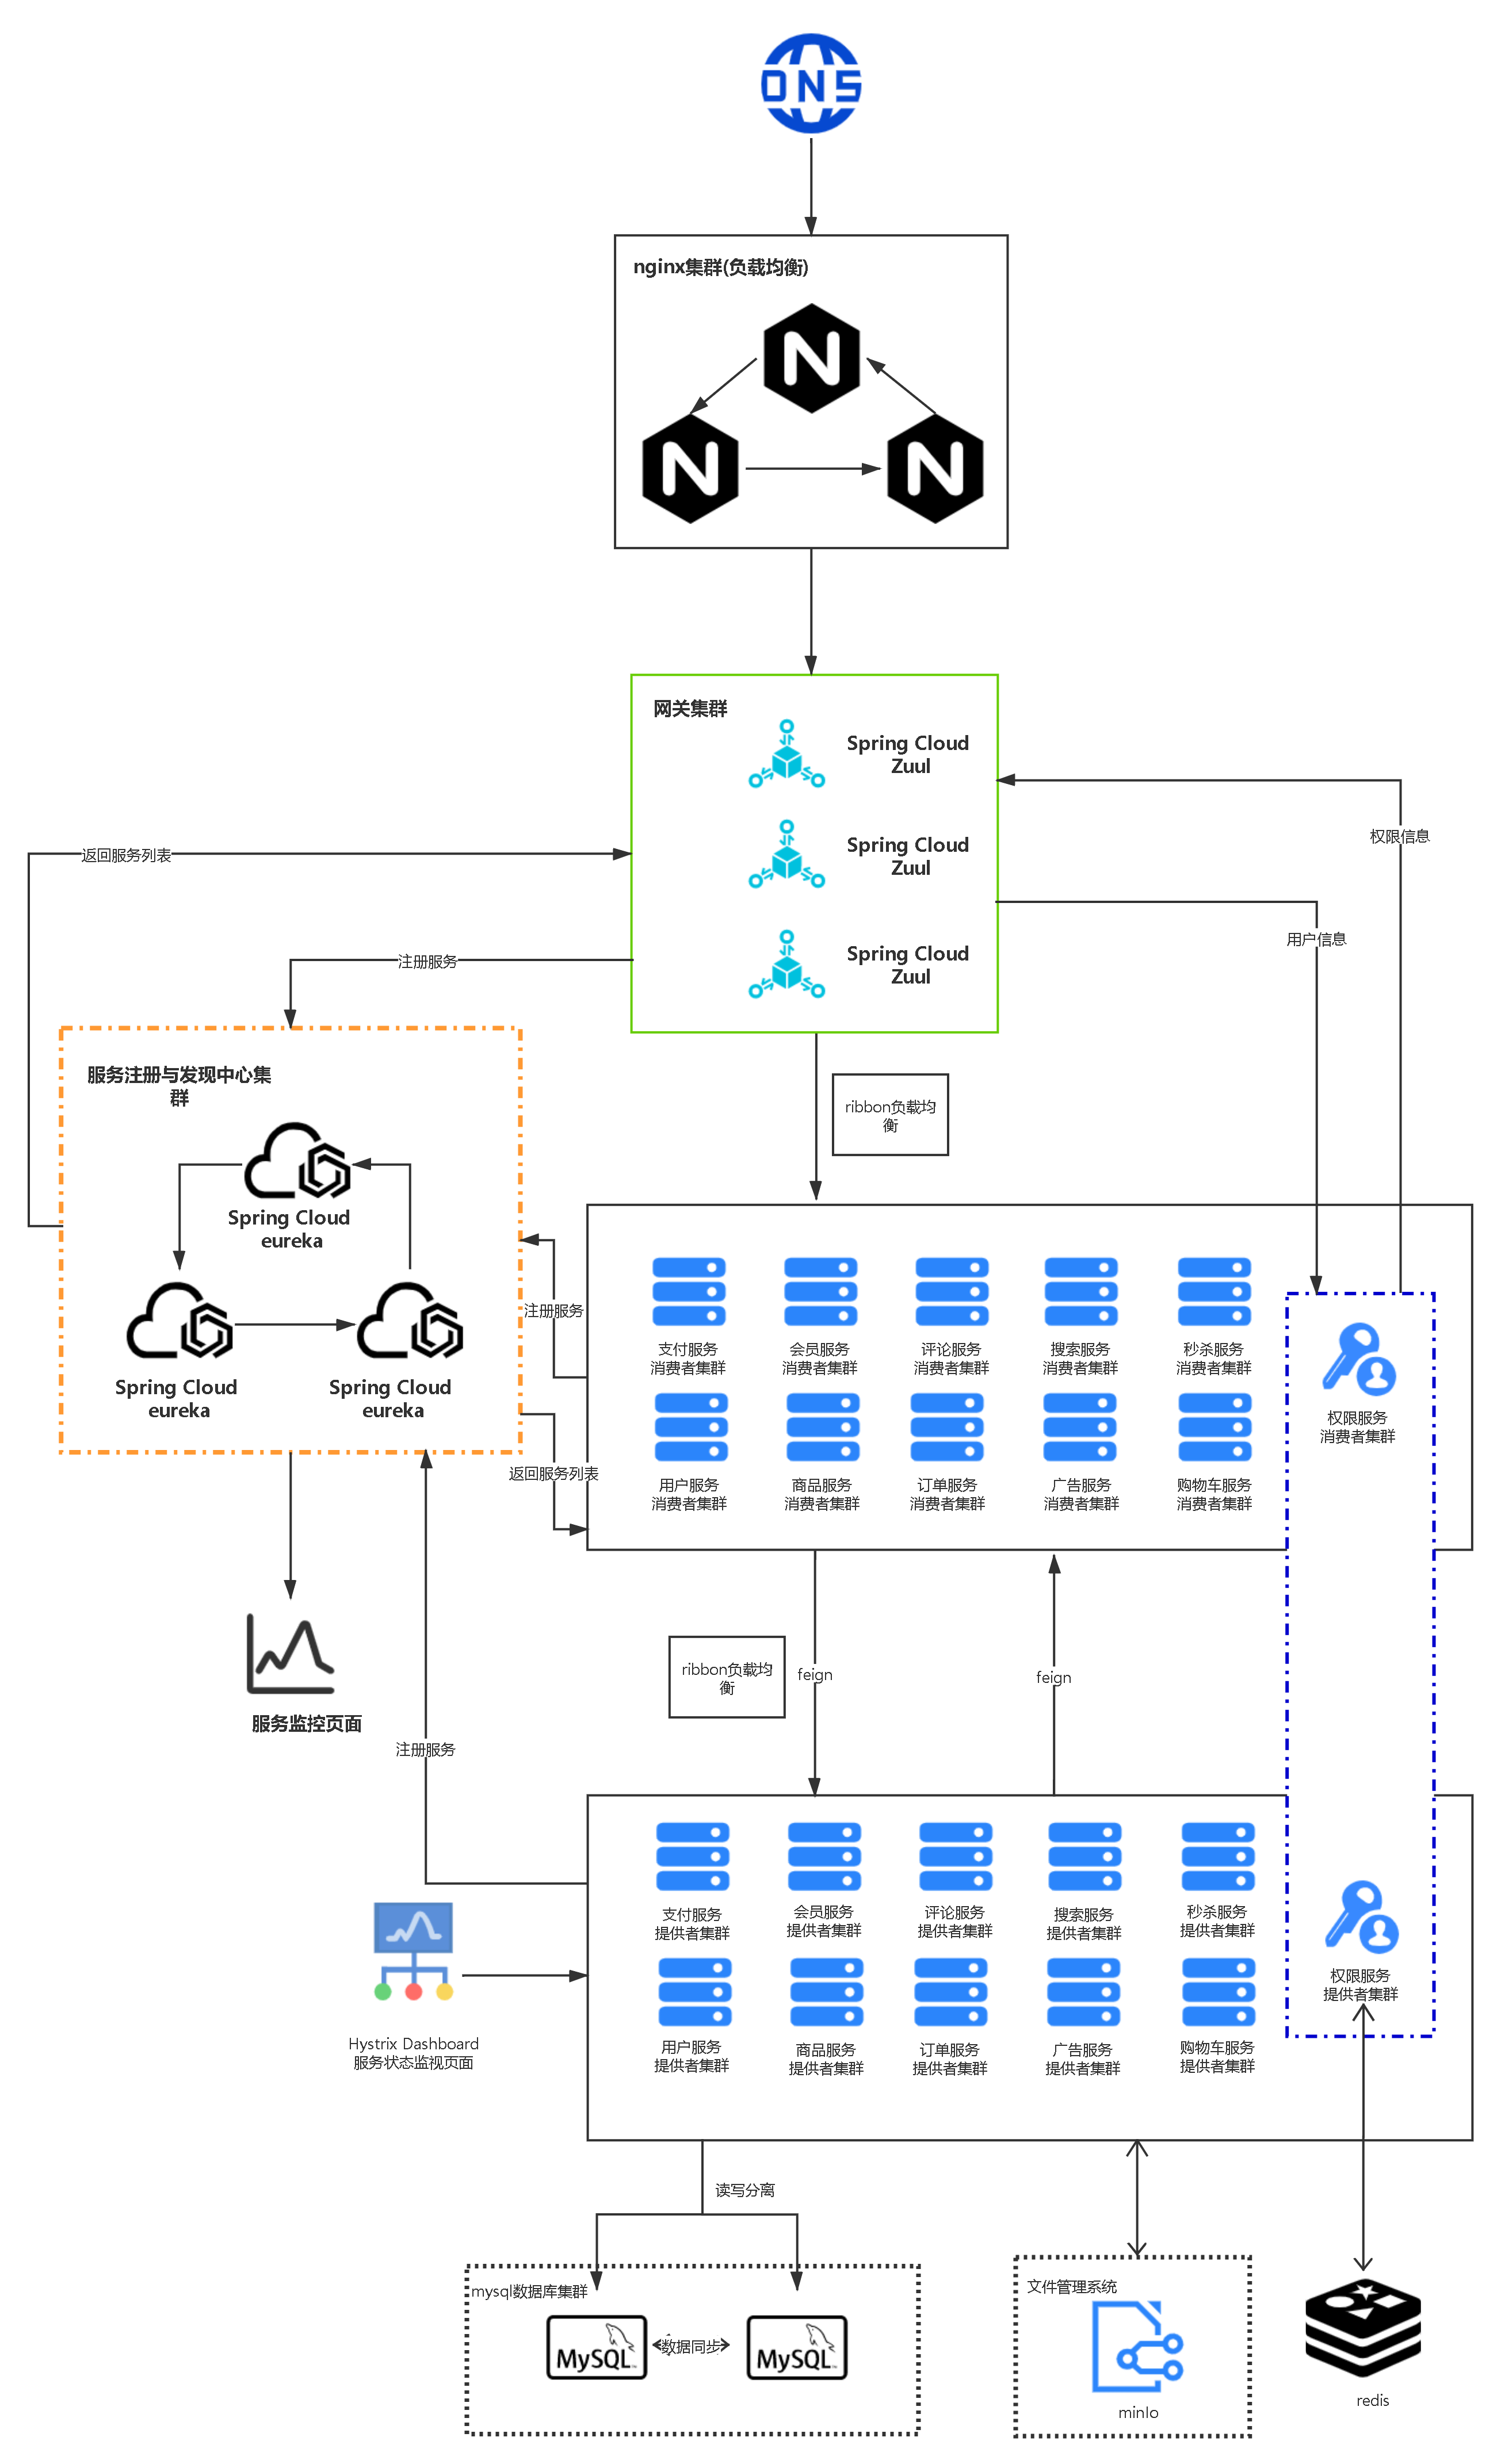 DNS
nginx集群(负载均衡)
网关集群
Spring Cloud
Zuul
Spring Cloud
Zuul
Spring Cloud
Zuul
权限信息
返回服务列表
用户信息
注册服务
服务注册与发现中心集
群
Spring Cloud
eureka
Spring Cloud
eureka
Spring Cloud
eureka
ribbon负载均
衡
注册服务
返回服务列表
支付服务
消费者集群
会员服务
消费者集群
评论服务
消费者集群
搜索服务
消费者集群
秒杀服务
消费者集群
权限服务
消费者集群
用户服务
消费者集群
商品服务
消费者集群
订单服务
消费者集群
广告服务
消费者集群
购物车服务
消费者集群
服务监控页面
ribbon负载均
衡
feign
feign
注册服务
支付服务
提供者集群
会员服务
提供者集群
评论服务
提供者集群
搜索服务
提供者集群
秒杀服务
提供者集群
权限服务
提供者集群
用户服务
提供者集群
商品服务
提供者集群
订单服务
提供者集群
广告服务
提供者集群
购物车服务
提供者集群
Hystrix Dashboard
服务状态监视页面
读写分离
mysql数据库集群
MySQL
数据同步
MySQL
文件管理系统
minIo
redis